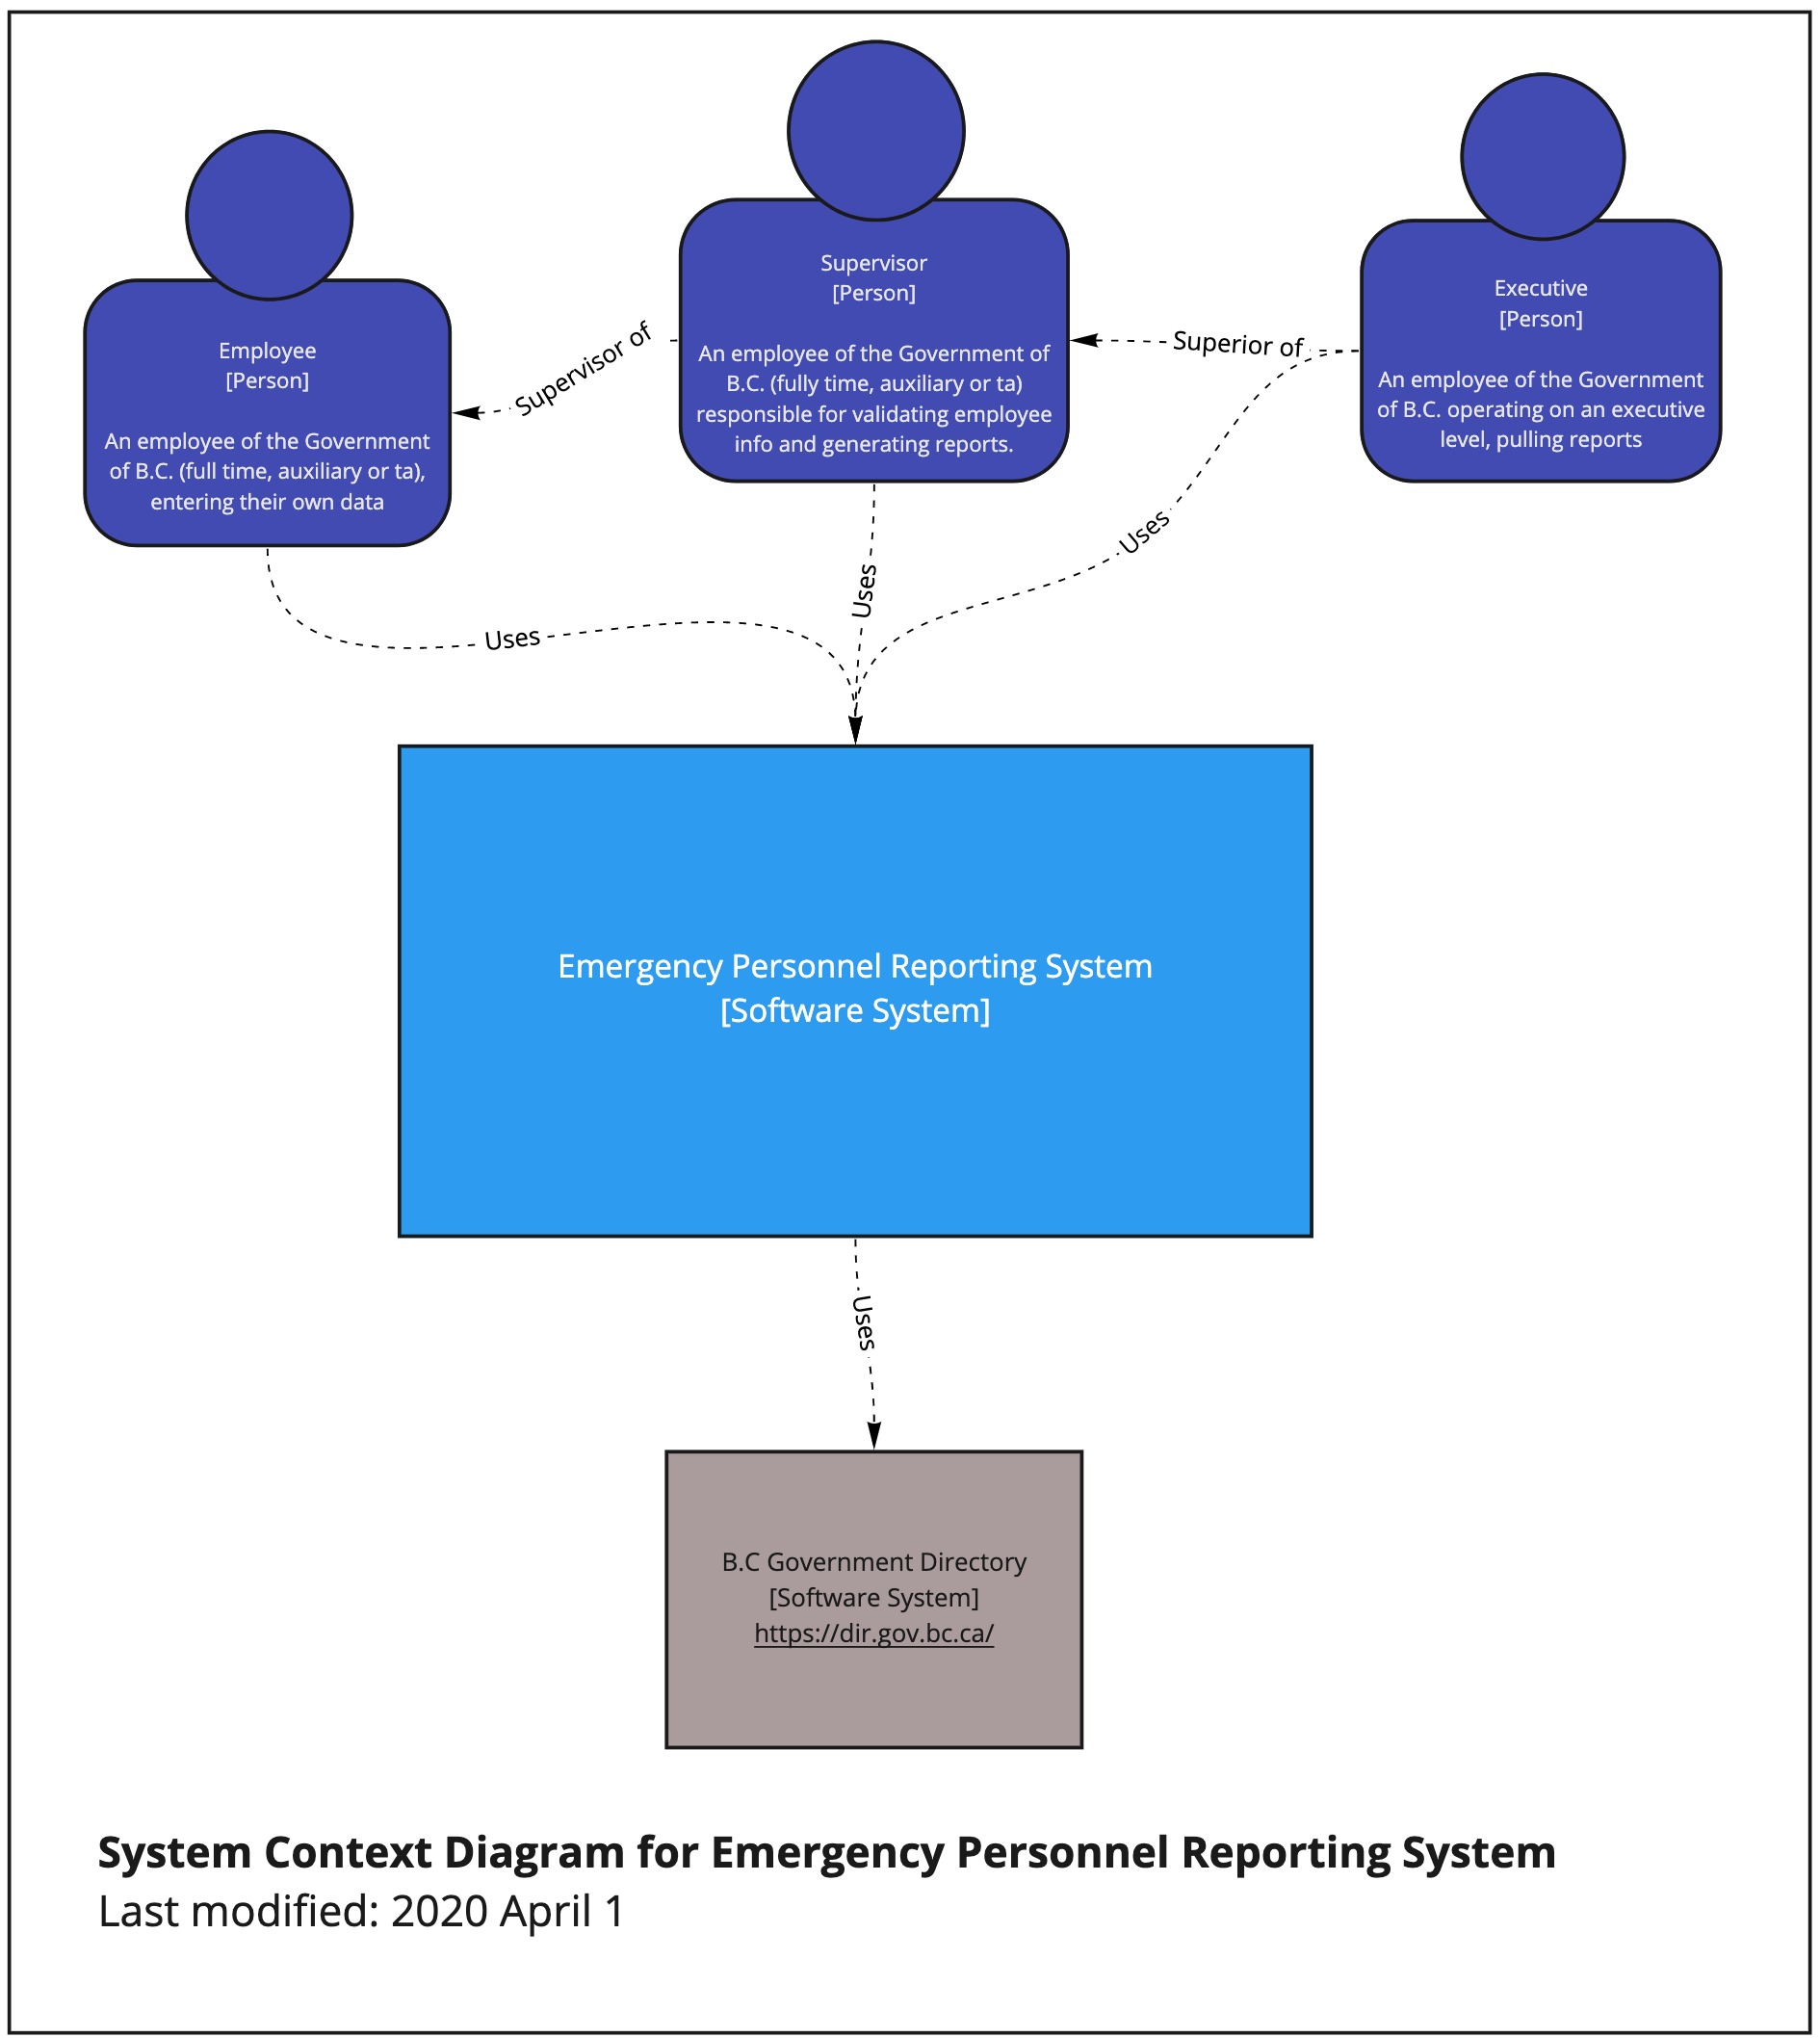 Supervisor
[Person]
An employee of the Government of
B.C. (fully time, auxiliary or ta)
responsible for validating employee
info and generating reports.
Executive
[Person]
An employee of the Government
of B.C. operating on an executive
level, pulling reports
Employee
[Person]
An employee of the Government
of B.C. (full time, auxiliary or ta),
entering their own data
Supervisor of
Superior of
Uses
Uses
Uses
Emergency Personnel Reporting System
[Software System]
Uses
B.C Government Directory
[Software System]
https://dir.gov.bc.ca/
System Context Diagram for Emergency Personnel Reporting System
Last modified: 2020 April 1